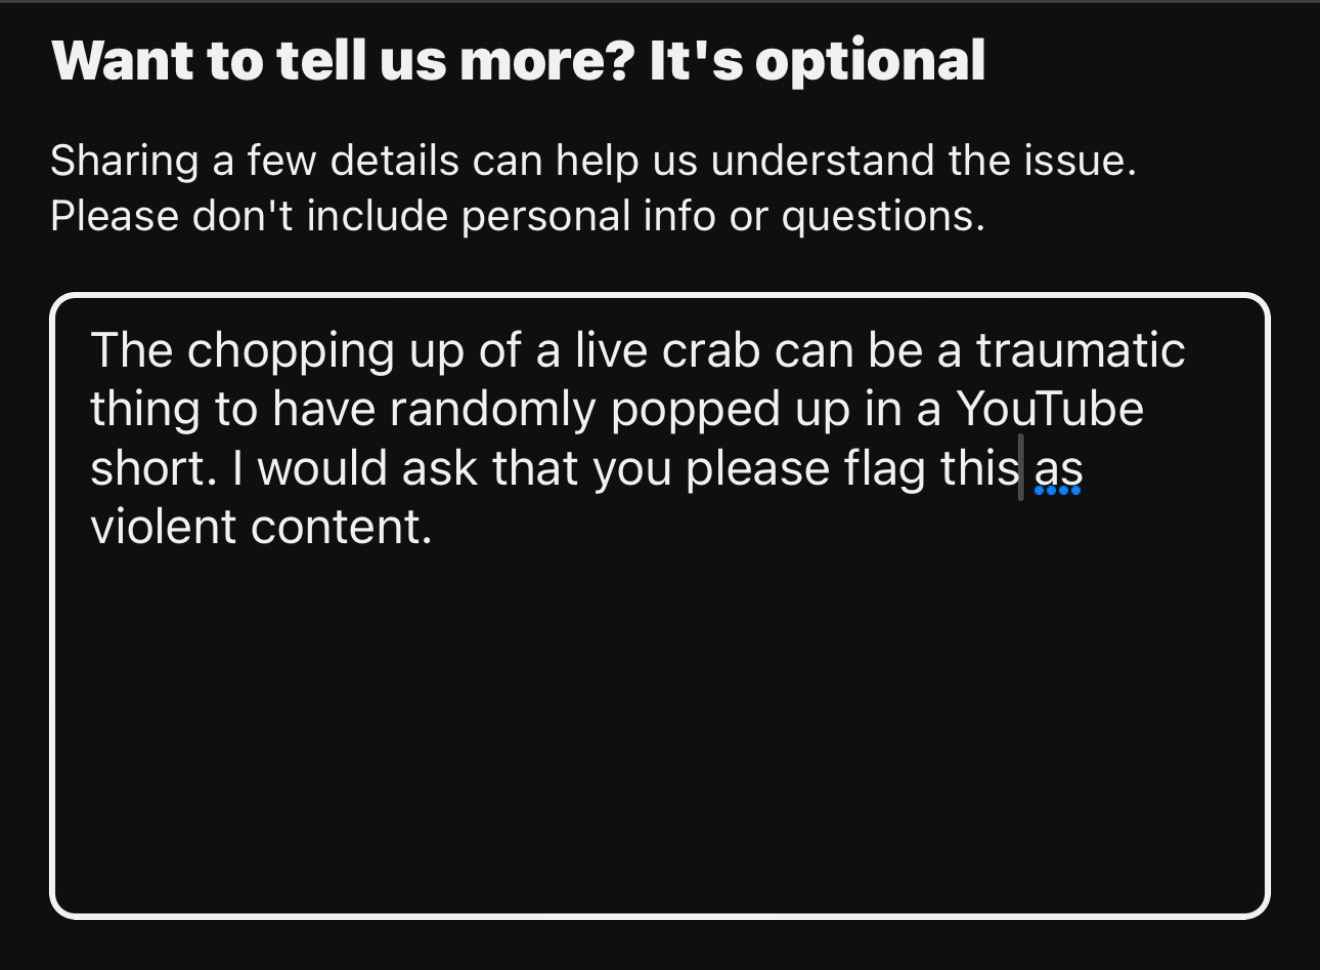 Want to tell us more? It's optional
Sharing a few details can help us understand the issue.
Please don't include personal info or questions.
The chopping up of a live crab can be a traumatic
thing to have randomly popped up in a YouTube
short. I would ask that you please flag this as
violent content.